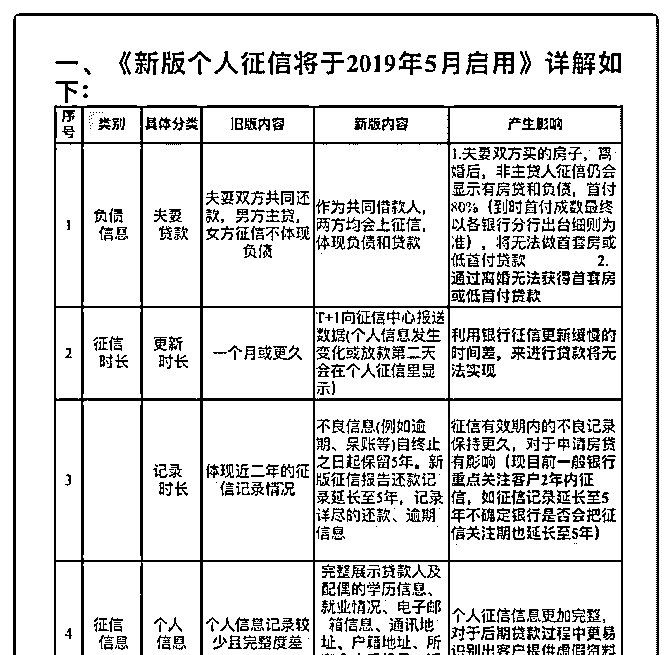 一、《新版个人征信将于2019年5月启用》详解如
下：
序
号
类别
具体分类
旧版内容
新版内容
产生影响
1
负债
信息
夫妻
贷款
夫妻双方共同还
款，男方主贷，
女方征信不体现
负债
作为共同借款人，
两方均会上征信，
体现负债和贷款
1.夫妻双方买的房子，离
婚后，非主贷人征信仍会
显示有房贷和负债，首付
80%（到时首付成数最终
以各银行分行出台细则为
准），将无法做首套房或
低首付贷款 2.
通过离婚无法获得首套房
或低首付贷款
2
征信
时长
更新
时长
一个月或更久
T+1向征信中心报送
数据(个人信息发生
变化或放款第二天
会在个人征信里显
示)
利用银行征信更新缓慢的
时间差，来进行贷款将无
法实现
3
记录
时长
体现近二年的征
信记录情况
不良信息(例如逾
期、呆账等)自终止
之日起保留5年。新
版征信报告还款记
录延长至5年，记录
详尽的还款、逾期
信息
征信有效期内的不良记录
保持更久，对于申请房贷
有影响（现目前一般银行
重点关注客户2年内征
信，如征信记录延长至5
年不确定银行是否会把征
信关注期也延长至5年）
4
征信
信息
个人
信息
个人信息记录较
少且完整度差
完整展示贷款人及
配偶的学历信息、
就业情况、电子邮
箱信息、通讯地
址、户籍地址、所
个人征信信息更加完整，
对于后期贷款过程中更易
识别出客户提供虚假资料